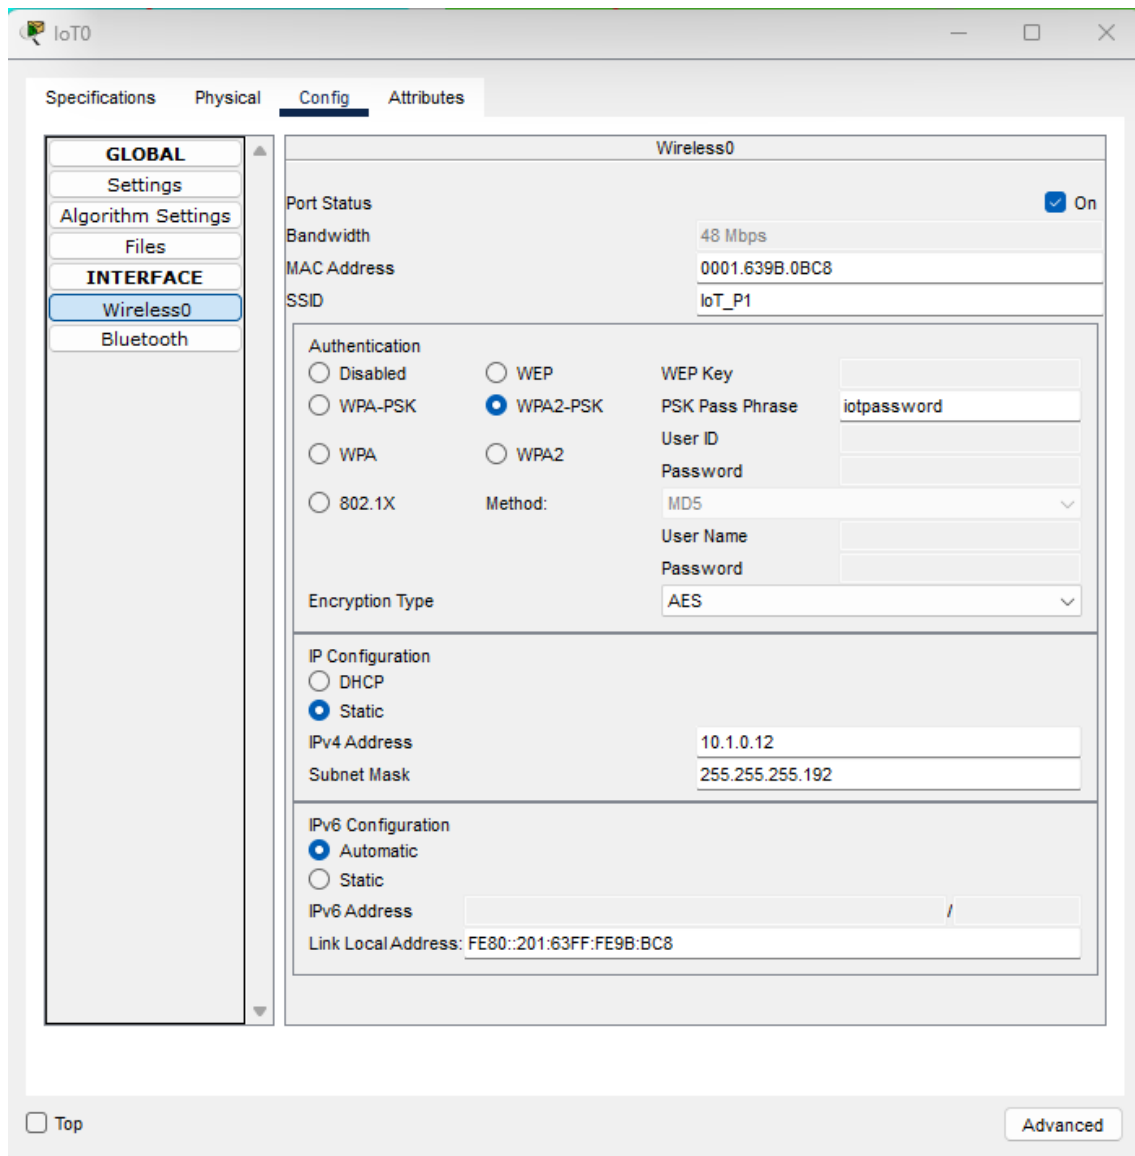 IoT0
Specifications Physical Config Attributes
GLOBAL
Settings
Algorithm Settings
Files
INTERFACE
Wireless0
Bluetooth
Wireless0
Port Status On
Bandwidth 48 Mbps
MAC Address 0001.639B.0BC8
SSID IoT_P1
Authentication
Disabled WEP WEP Key
WPA-PSK WPA2-PSK PSK Pass Phrase iotpassword
User ID
WPA WPA2
Password
802.1X Method: MD5
User Name
Password
Encryption Type AES
IP Configuration
DHCP
Static
IPv4 Address 10.1.0.12
Subnet Mask 255.255.255.192
IPv6 Configuration
Automatic
Static
IPv6 Address /
Link Local Address: FE80::201:63FF:FE9B:BC8
Top Advanced